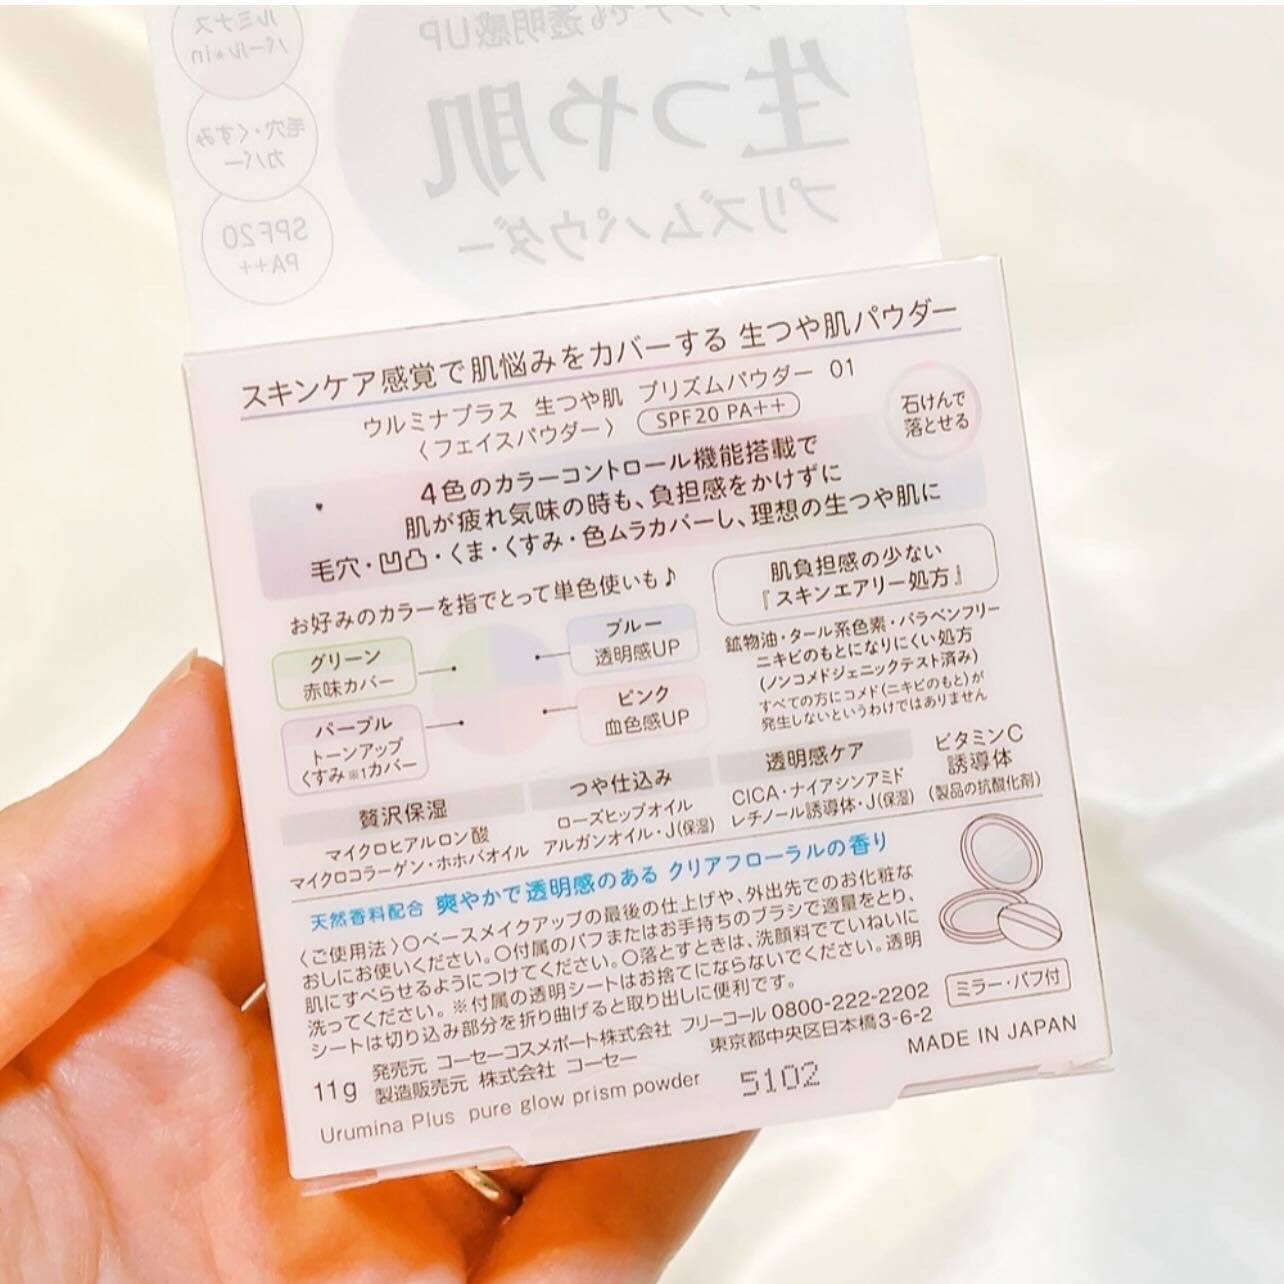 ルミナス
パール*in
毛穴・くすみ
カバー
SPF20
PA++
でも透明感UP
生つや肌
プリズムパウダー
スキンケア感覚で肌悩みをカバーする 生つや肌パウダー
ウルミナプラス 生つや肌 プリズムパウダー 01
〈フェイスパウダー〉 SPF20 PA++
石けんで
落とせる
4色のカラーコントロール機能搭載で
肌が疲れ気味の時も、負担感をかけずに
毛穴・凹凸・くま・くすみ・色ムラカバーし、理想の生つや肌に
お好みのカラーを指でとって単色使いも♪
グリーン
赤味カバー
ブルー
透明感UP
パープル
トーンアップ
くすみ※1カバー
ピンク
血色感UP
肌負担感の少ない
『スキンエアリー処方』
鉱物油・タール系色素・パラベンフリー
ニキビのもとになりにくい処方
(ノンコメドジェニックテスト済み)
すべての方にコメド(ニキビのもと)が
発生しないというわけではありません
贅沢保湿
マイクロヒアルロン酸
マイクロコラーゲン・ホホバオイル
つや仕込み
ローズヒップオイル
アルガンオイル・J(保湿)
透明感ケア
CICA・ナイアシンアミド
レチノール誘導体・J(保湿)
ビタミンC
誘導体
(製品の抗酸化剤)
天然香料配合 爽やかで透明感のある クリアフローラルの香り
〈ご使用法〉○ベースメイクアップの最後の仕上げや、外出先でのお化粧な
おしにお使いください。○付属のパフまたはお手持ちのブラシで適量をとり、
肌にすべらせるようにつけてください。○落とすときは、洗顔料でていねいに
洗ってください。※付属の透明シートはお捨てにならないでください。透明
シートは切り込み部分を折り曲げると取り出しに便利です。
ミラー・パフ付
11g
発売元 コーセーコスメポート株式会社 フリーコール 0800-222-2202
製造販売元 株式会社 コーセー 東京都中央区日本橋3-6-2
MADE IN JAPAN
Urumina Plus pure glow prism powder
5102